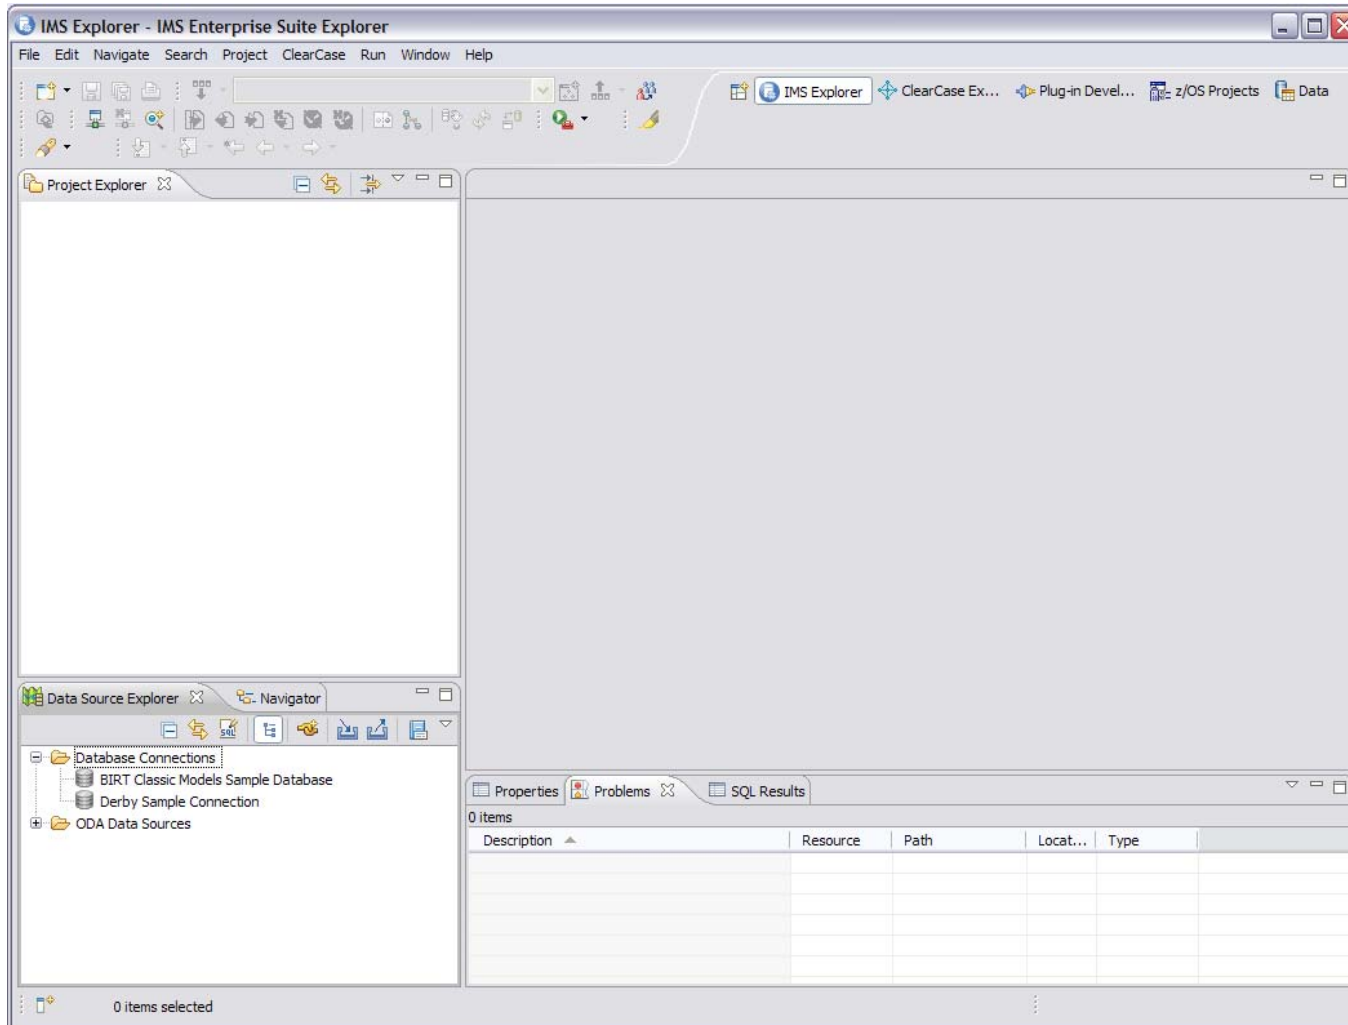 IMS Explorer - IMS Enterprise Suite Explorer
File Edit Navigate Search Project ClearCase Run Window Help
IMS Explorer ClearCase Ex... Plug-in Devel... z/OS Projects Data
Project Explorer
Data Source Explorer Navigator
SQL
Database Connections
BIRT Classic Models Sample Database
Derby Sample Connection
ODA Data Sources
Properties Problems SQL Results
0 items
Description Resource Path Locat... Type
0 items selected